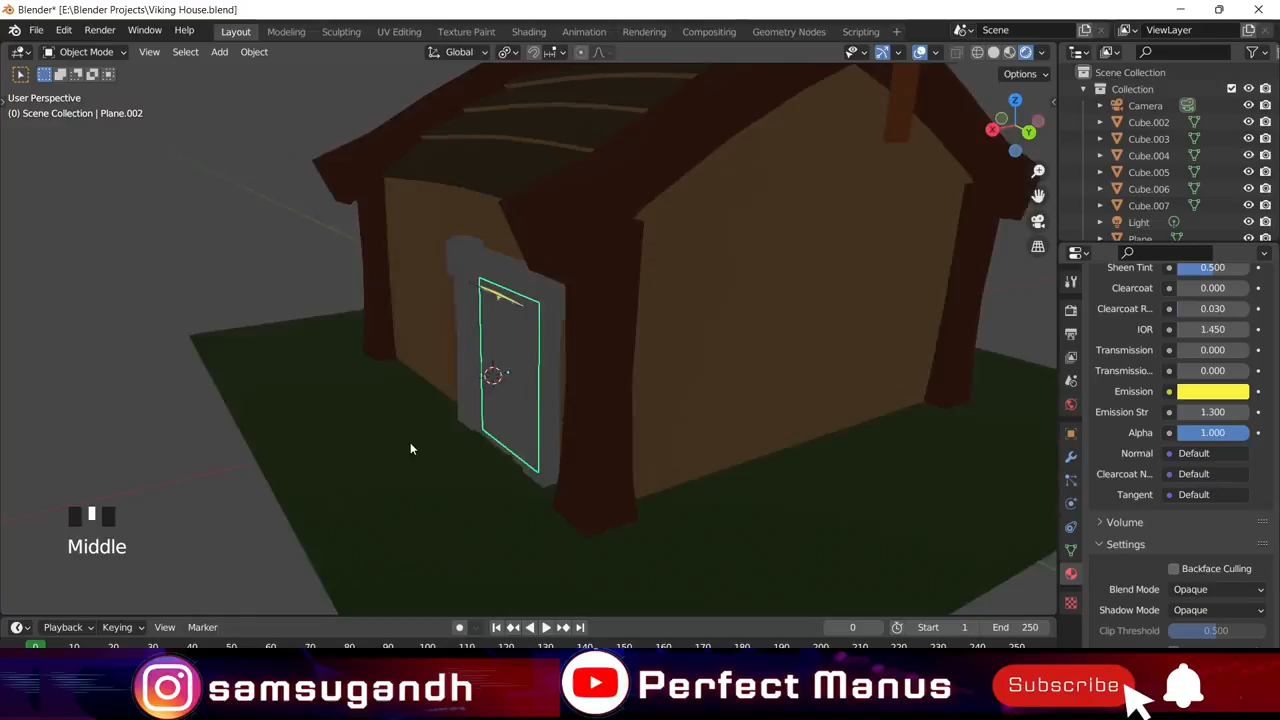 Blender* [E:\Blender Projects\Viking House.blend]
File Edit Render Window Help Layout Modeling Sculpting UV Editing Texture Paint Shading Animation Rendering Compositing Geometry Nodes Scripting Scene ViewLayer
Object Mode View Select Add Object Global
Options
User Perspective
(0) Scene Collection | Plane.002
X
Y
Z
Scene Collection
Collection
Camera
Cube.002
Cube.003
Cube.004
Cube.005
Cube.006
Cube.007
Light
Plane
Sheen Tint 0.500
Clearcoat 0.000
Clearcoat R... 0.030
IOR 1.450
Transmission 0.000
Transmissio... 0.000
Emission
Emission Str 1.300
Alpha 1.000
Normal Default
Clearcoat N... Default
Tangent Default
Volume
Settings
Backface Culling
Blend Mode Opaque
Shadow Mode Opaque
Clip Threshold 0.500
Middle
Playback Keying View Marker 0 Start 1 End 250
0
samsugandh Perfect Manus Subscribe